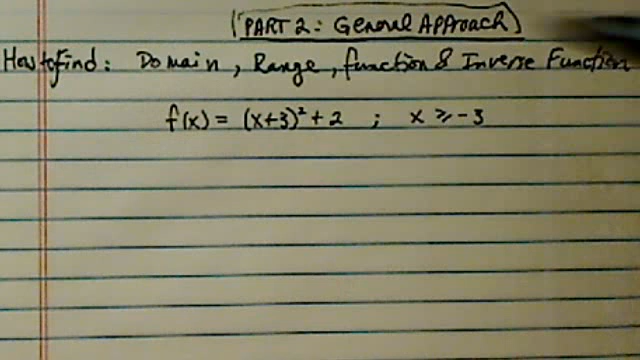 PART 2: General Approach
How to find: Domain, Range, function & Inverse Function
f(x) = (x+3)² + 2 ; x ≥ -3